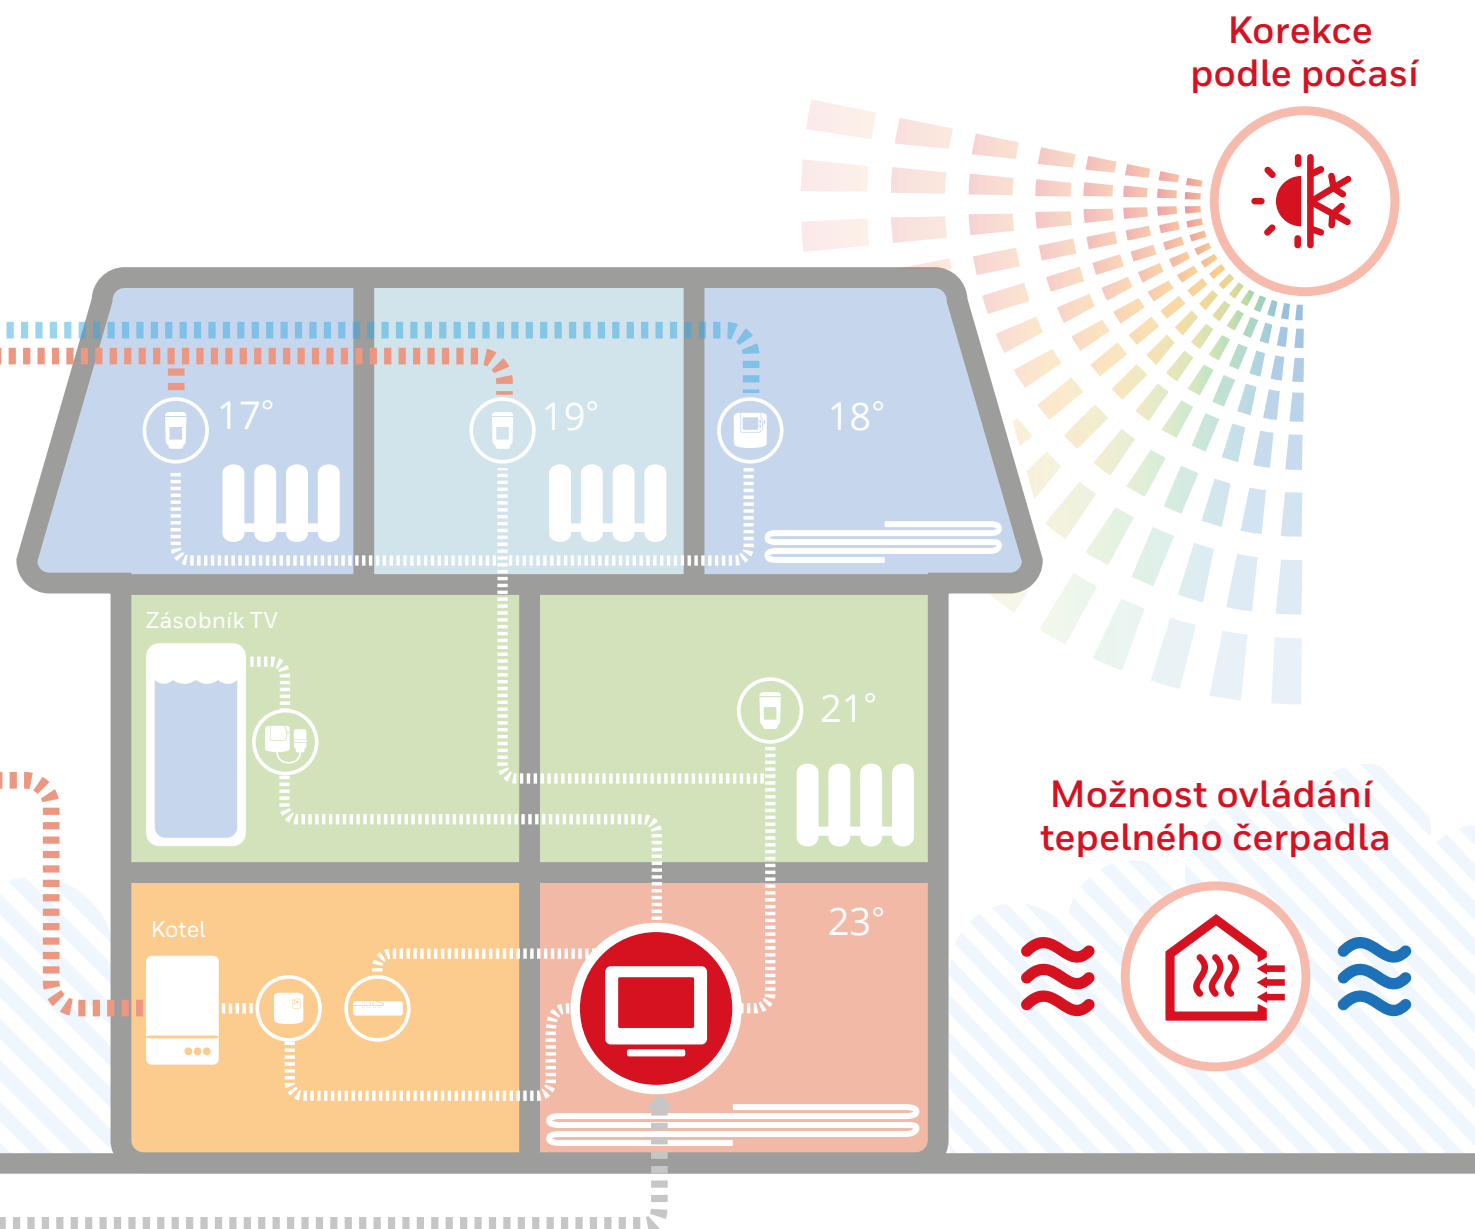 Korekce
podle počasí
17°
19°
18°
Zásobník TV
21°
Možnost ovládání
tepelného čerpadla
Kotel
23°